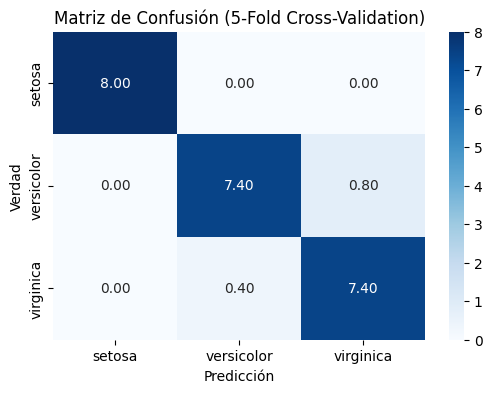 Matriz de Confusión (5-Fold Cross-Validation)
setosa
versicolor
virginica
Verdad
8.00 0.00 0.00
0.00 7.40 0.80
0.00 0.40 7.40
setosa versicolor virginica
Predicción
8
7
6
5
4
3
2
1
0